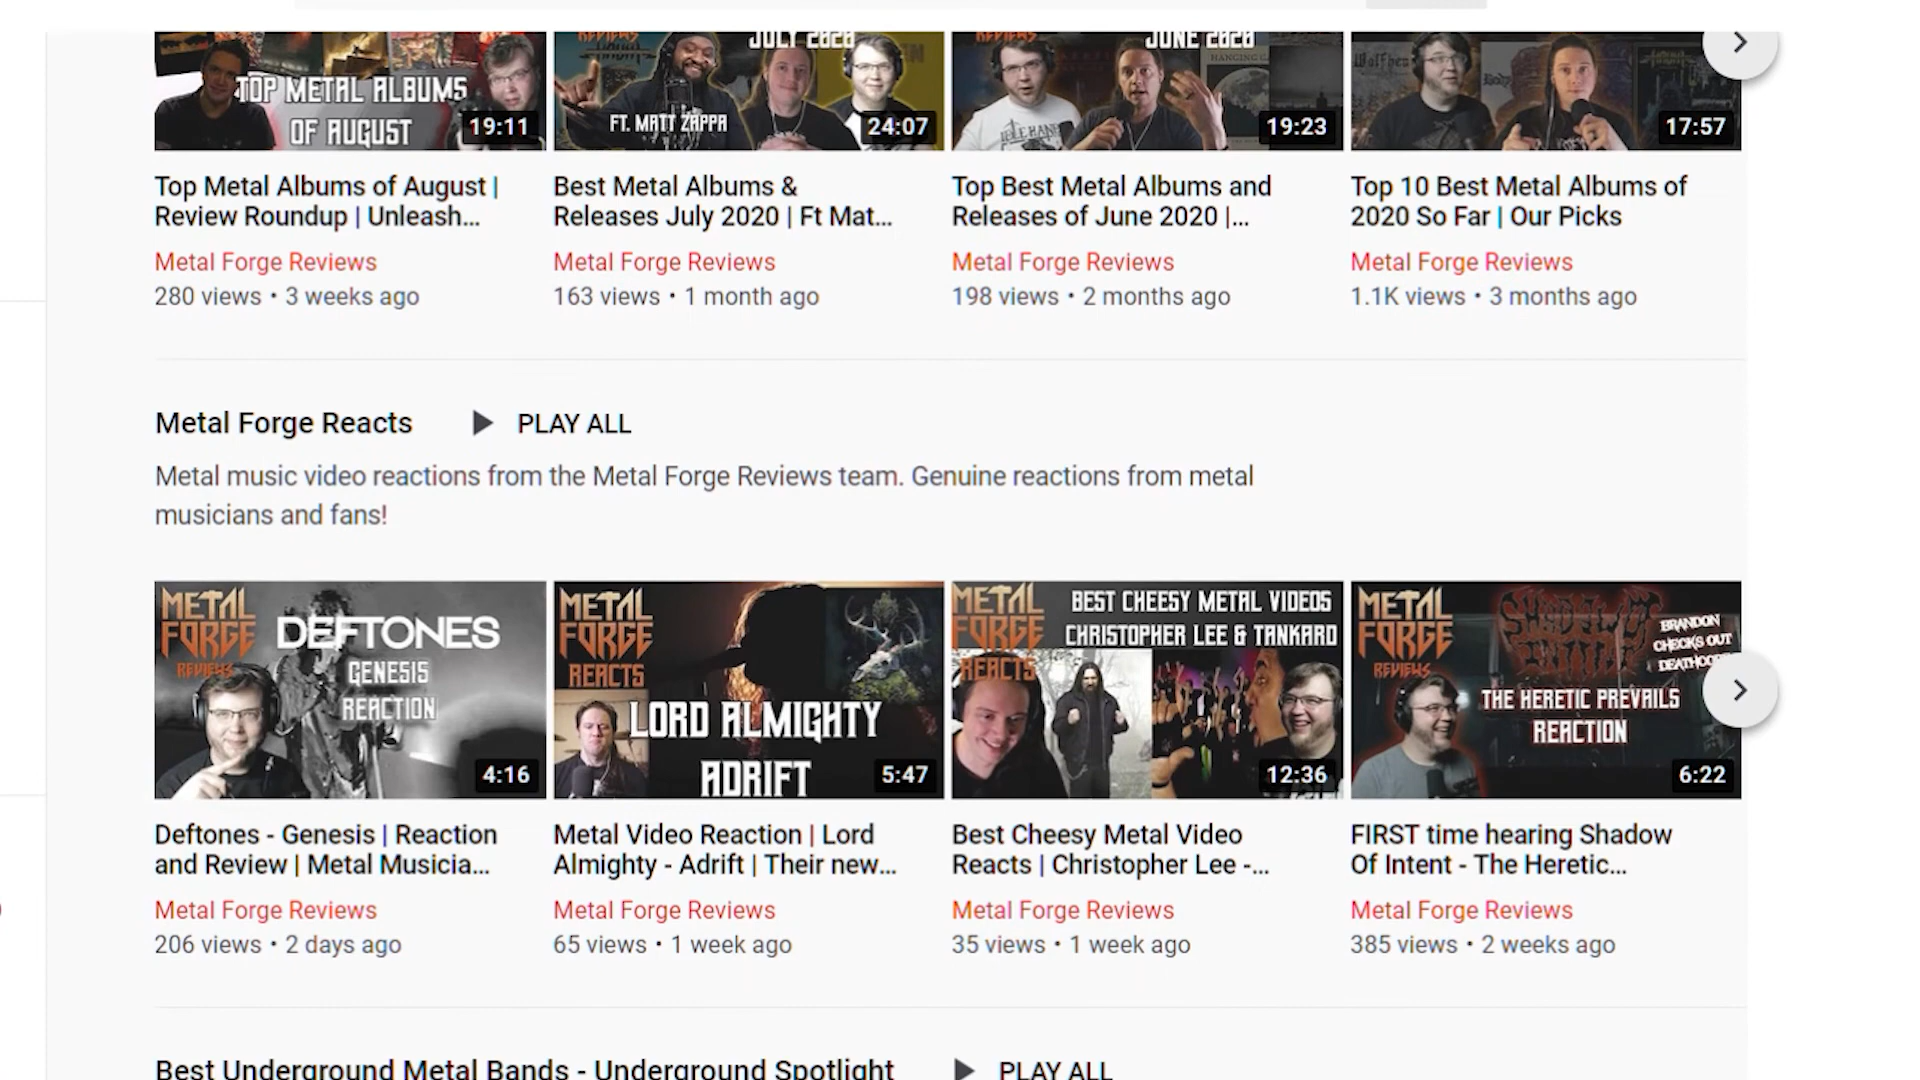 JULY 2020
JUNE 2020
TOP METAL ALBUMS
OF AUGUST
19:11
FT. MATT ZAPPA
24:07
19:23
17:57
Top Metal Albums of August |
Review Roundup | Unleash...
Metal Forge Reviews
280 views • 3 weeks ago
Best Metal Albums &
Releases July 2020 | Ft Mat...
Metal Forge Reviews
163 views • 1 month ago
Top Best Metal Albums and
Releases of June 2020 |...
Metal Forge Reviews
198 views • 2 months ago
Top 10 Best Metal Albums of
2020 So Far | Our Picks
Metal Forge Reviews
1.1K views • 3 months ago
Metal Forge Reacts
PLAY ALL
Metal music video reactions from the Metal Forge Reviews team. Genuine reactions from metal
musicians and fans!
METAL
FORGE
REVIEWS
DEFTONES
GENESIS
REACTION
4:16
METAL
FORGE
REACTS
LORD ALMIGHTY
ADRIFT
5:47
METAL
FORGE
REACTS
BEST CHEESY METAL VIDEOS
CHRISTOPHER LEE & TANKARD
12:36
METAL
FORGE
REVIEWS
BRANDON
CHECKS OUT
THE HERETIC PREVAILS
REACTION
6:22
Deftones - Genesis | Reaction
and Review | Metal Musicia...
Metal Forge Reviews
206 views • 2 days ago
Metal Video Reaction | Lord
Almighty - Adrift | Their new...
Metal Forge Reviews
65 views • 1 week ago
Best Cheesy Metal Video
Reacts | Christopher Lee -...
Metal Forge Reviews
35 views • 1 week ago
FIRST time hearing Shadow
Of Intent - The Heretic...
Metal Forge Reviews
385 views • 2 weeks ago
Best Underground Metal Bands - Underground Spotlight
PLAY ALL